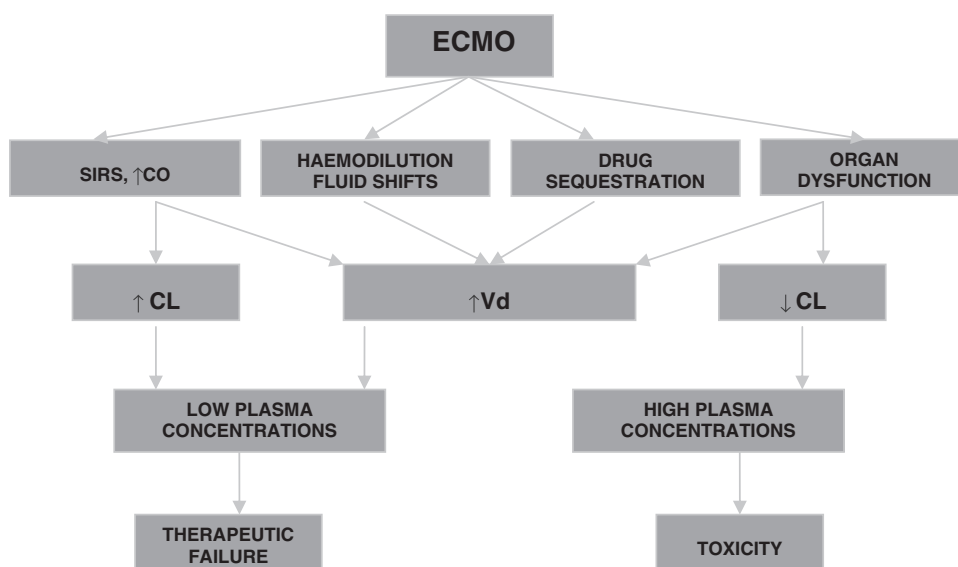 ECMO
SIRS, ↑CO
HAEMODILUTION
FLUID SHIFTS
DRUG
SEQUESTRATION
ORGAN
DYSFUNCTION
↑ CL
↑Vd
↓ CL
LOW PLASMA
CONCENTRATIONS
HIGH PLASMA
CONCENTRATIONS
THERAPEUTIC
FAILURE
TOXICITY